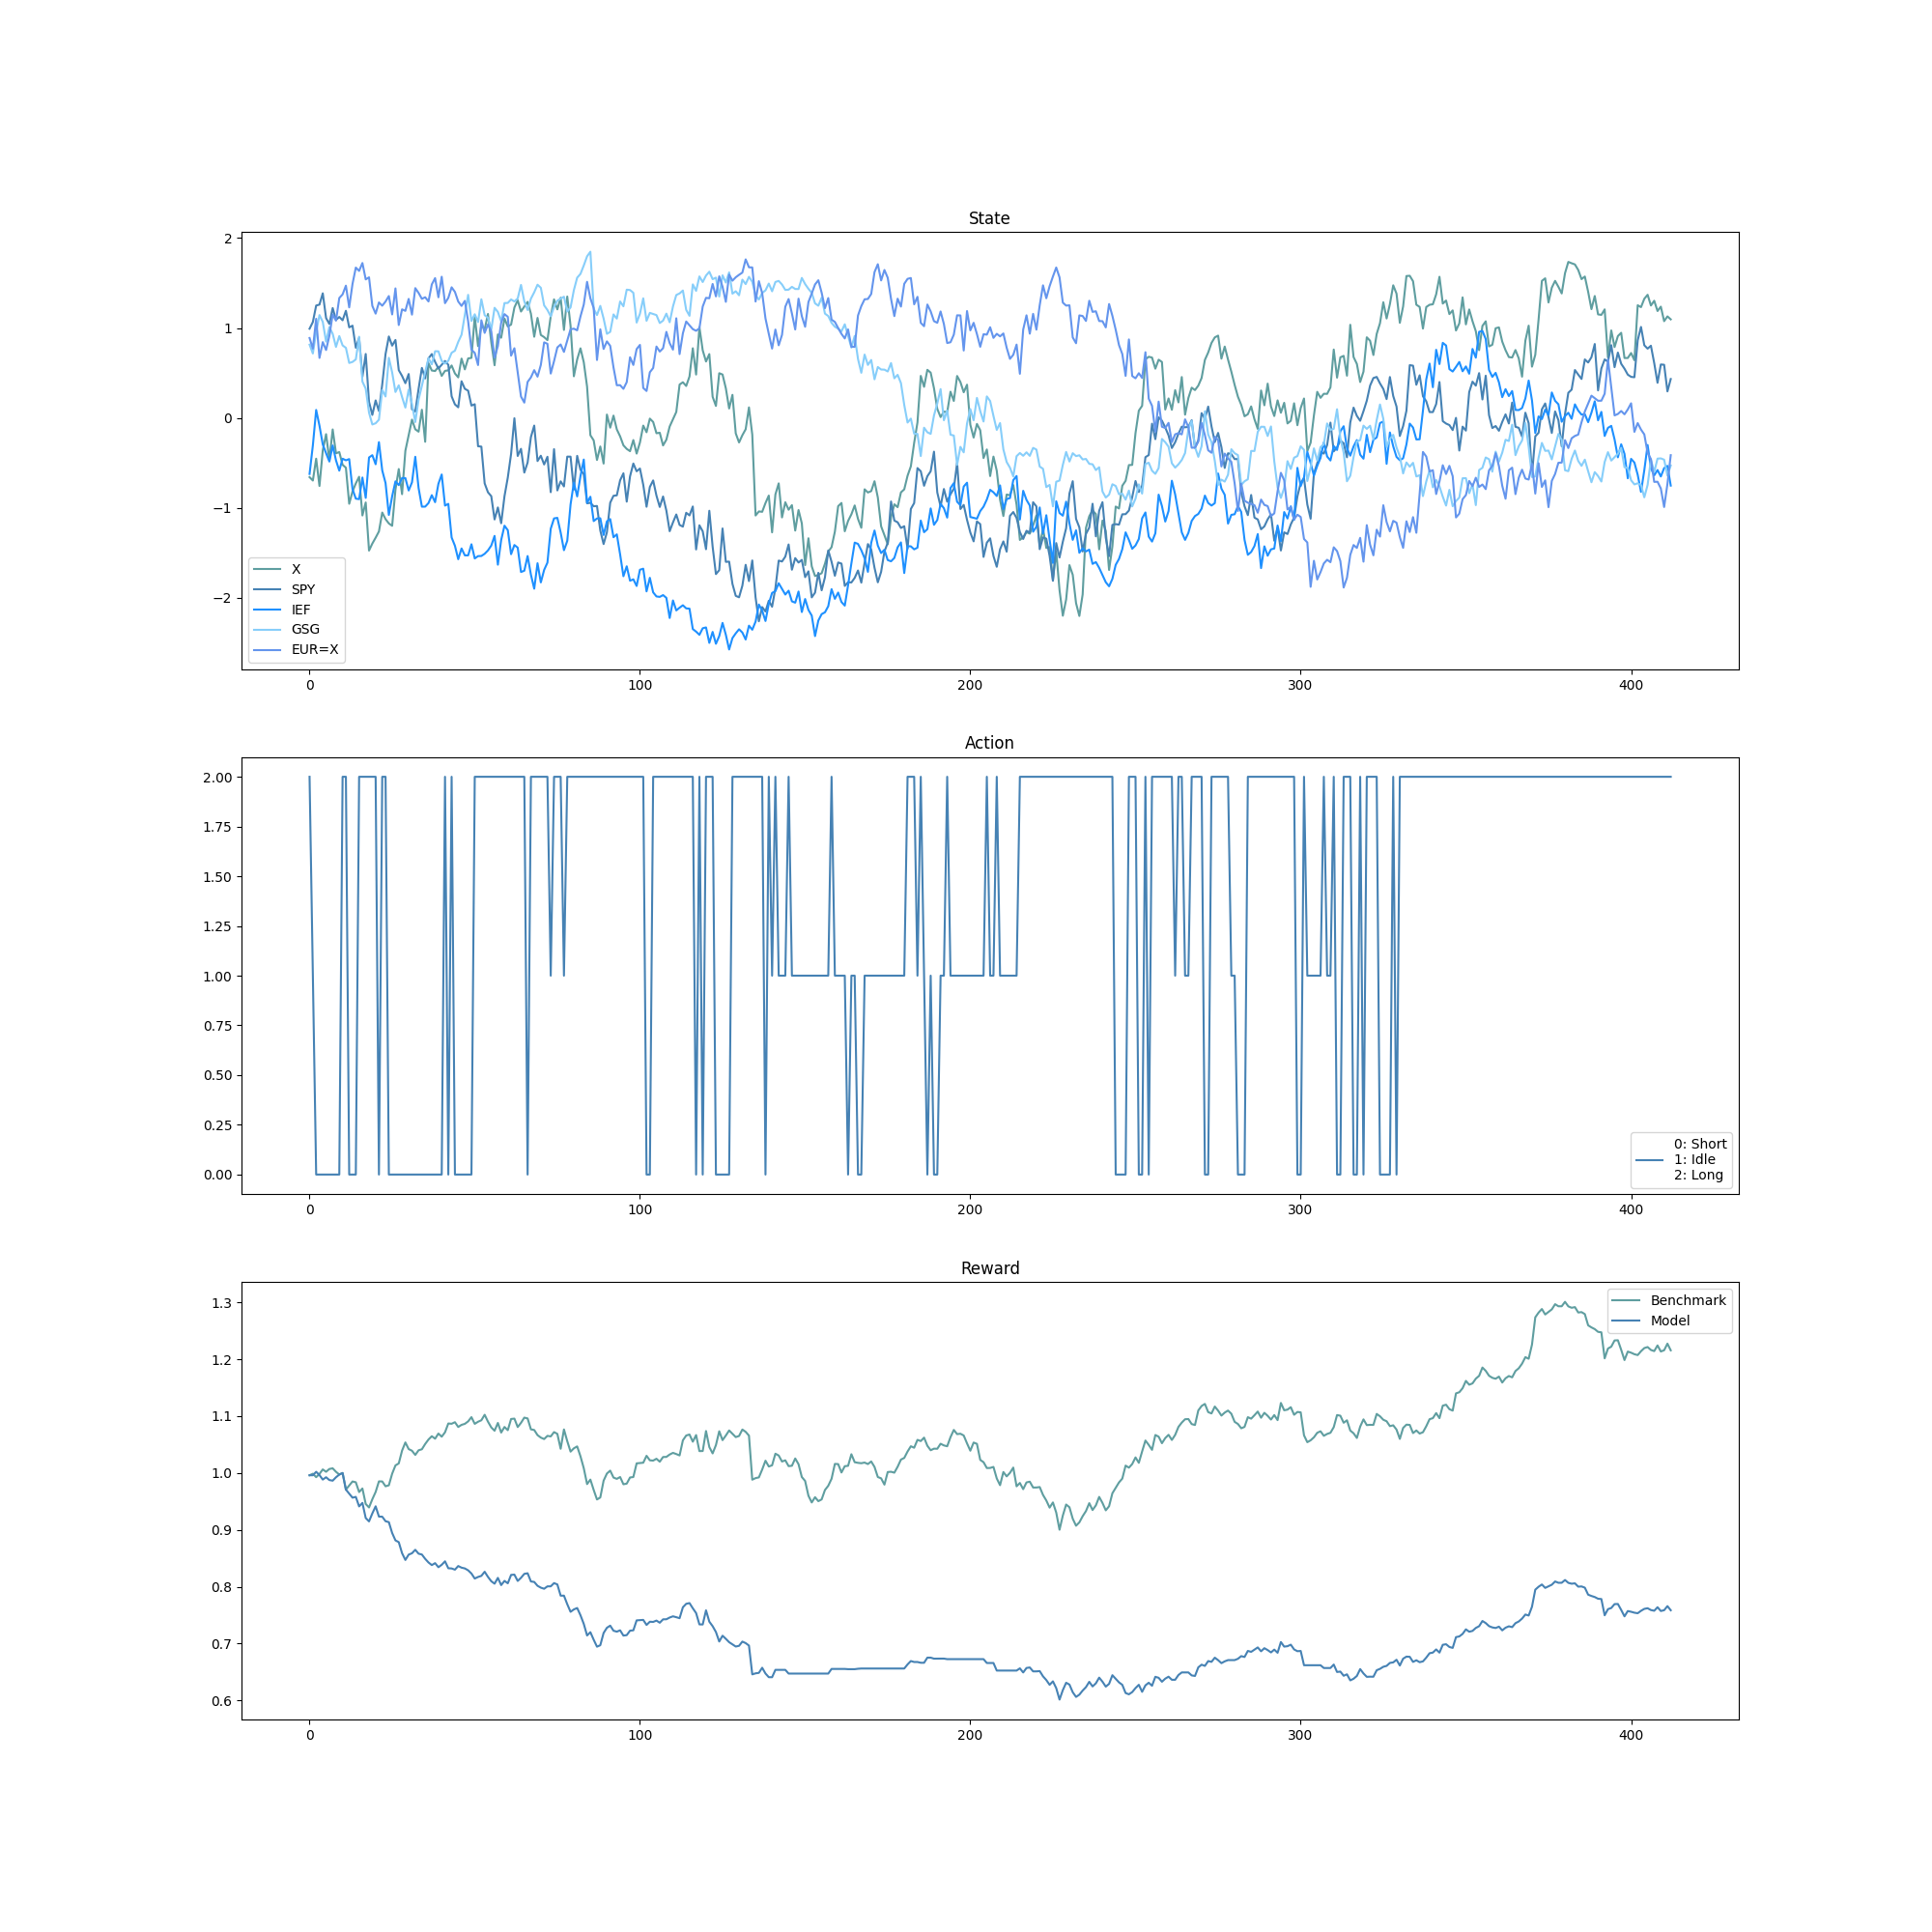 State
2
1
0
−1
−2
X
SPY
IEF
GSG
EUR=X
0 100 200 300 400
Action
2.00
1.75
1.50
1.25
1.00
0.75
0.50
0.25
0.00
0: Short
1: Idle
2: Long
0 100 200 300 400
Reward
1.3
1.2
1.1
1.0
0.9
0.8
0.7
0.6
Benchmark
Model
0 100 200 300 400